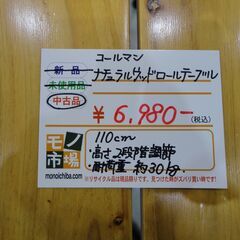 コールマン
新品
ナチュラルウッドロールテーブル
未使用品
中古品
¥6,980-(税込)
モノ市場
monoichiba.com
110cm
・高さ2段階調節
・耐荷重 約30kg
※リサイクル品は現品限りです。見つけた時がズバリ買い時です!